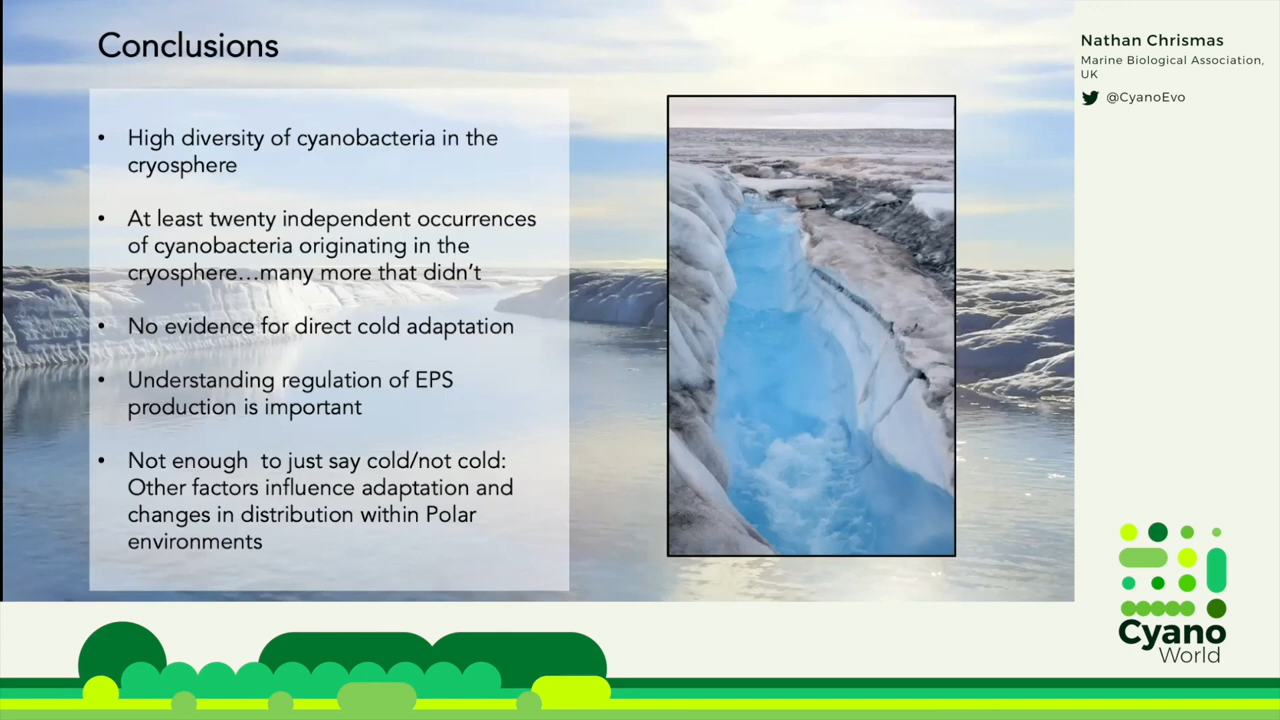 Conclusions
• High diversity of cyanobacteria in the
cryosphere
• At least twenty independent occurrences
of cyanobacteria originating in the
cryosphere…many more that didn’t
• No evidence for direct cold adaptation
• Understanding regulation of EPS
production is important
• Not enough  to just say cold/not cold:
Other factors influence adaptation and
changes in distribution within Polar
environments
Nathan Chrismas
Marine Biological Association,
UK
@CyanoEvo
Cyano
World